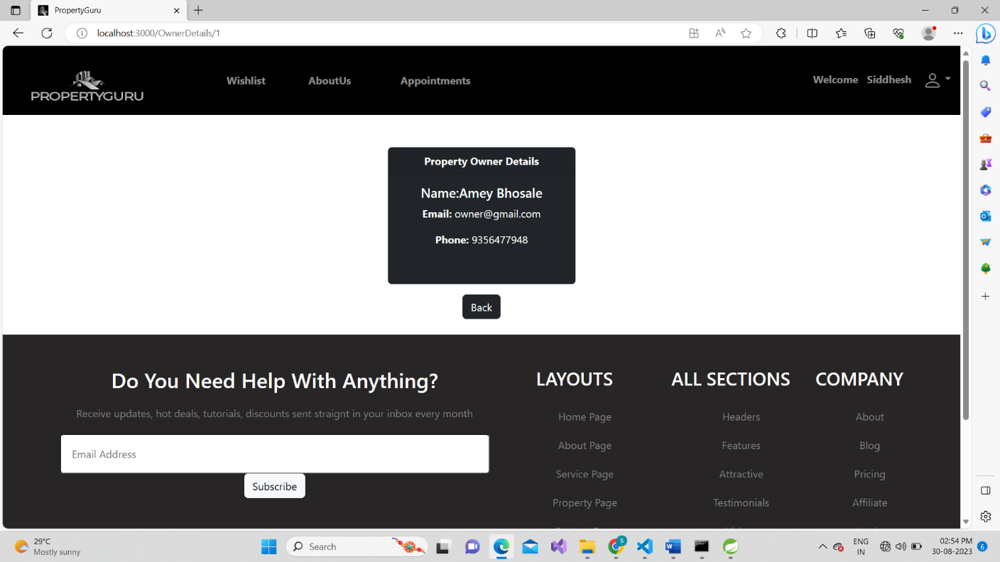 PropertyGuru
localhost:3000/OwnerDetails/1
PROPERTYGURU
Wishlist
AboutUs
Appointments
Welcome Siddhesh
Property Owner Details
Name:Amey Bhosale
Email: owner@gmail.com
Phone: 9356477948
Back
Do You Need Help With Anything?
Receive updates, hot deals, tutorials, discounts sent straignt in your inbox every month
Email Address
Subscribe
LAYOUTS
Home Page
About Page
Service Page
Property Page
ALL SECTIONS
Headers
Features
Attractive
Testimonials
COMPANY
About
Blog
Pricing
Affiliate
29°C
Mostly sunny
Search
S
ENG
IN
02:54 PM
30-08-2023
6